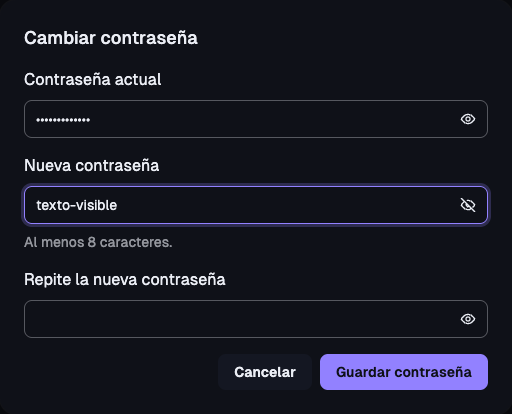 Cambiar contraseña
Contraseña actual
•••••••••••••
Nueva contraseña
texto-visible
Al menos 8 caracteres.
Repite la nueva contraseña
Cancelar
Guardar contraseña